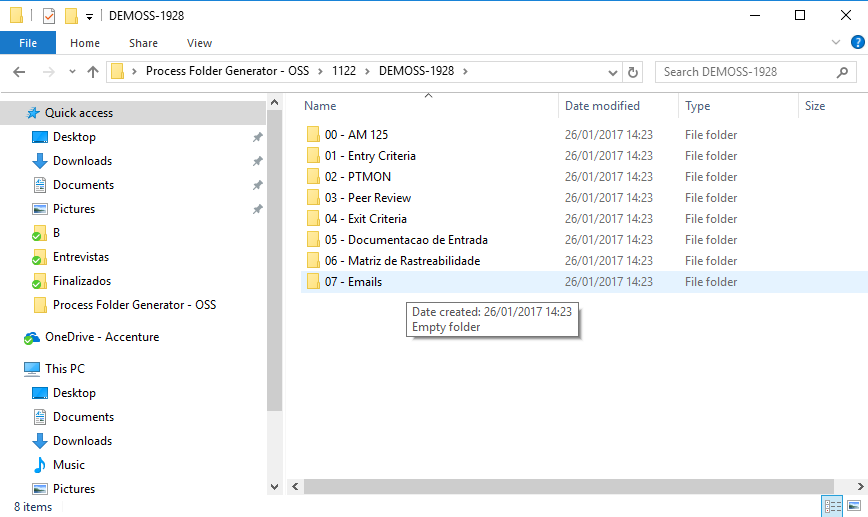 DEMOSS-1928
File Home Share View
Process Folder Generator - OSS 1122 DEMOSS-1928 Search DEMOSS-1928
Quick access
Desktop
Downloads
Documents
Pictures
B
Entrevistas
Finalizados
Process Folder Generator - OSS
OneDrive - Accenture
This PC
Desktop
Documents
Downloads
Music
Pictures
Name Date modified Type Size
00 - AM 125 26/01/2017 14:23 File folder
01 - Entry Criteria 26/01/2017 14:23 File folder
02 - PTMON 26/01/2017 14:23 File folder
03 - Peer Review 26/01/2017 14:23 File folder
04 - Exit Criteria 26/01/2017 14:23 File folder
05 - Documentacao de Entrada 26/01/2017 14:23 File folder
06 - Matriz de Rastreabilidade 26/01/2017 14:23 File folder
07 - Emails 26/01/2017 14:23 File folder
Date created: 26/01/2017 14:23
Empty folder
8 items